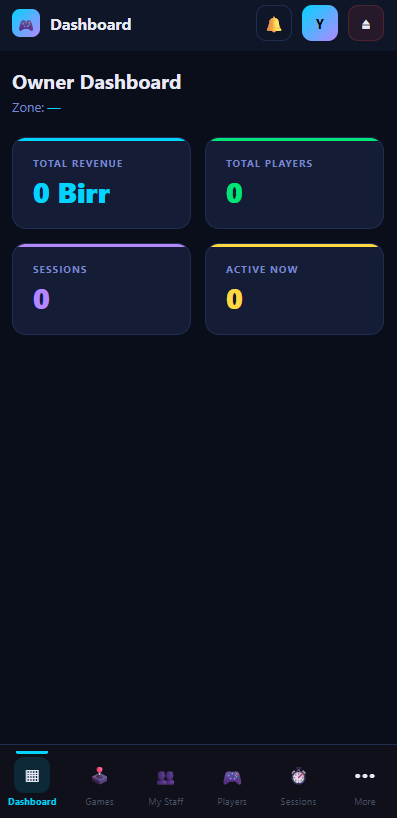 Dashboard
Y
Owner Dashboard
Zone: —
TOTAL REVENUE
0 Birr
TOTAL PLAYERS
0
SESSIONS
0
ACTIVE NOW
0
Dashboard
Games
My Staff
Players
Sessions
More